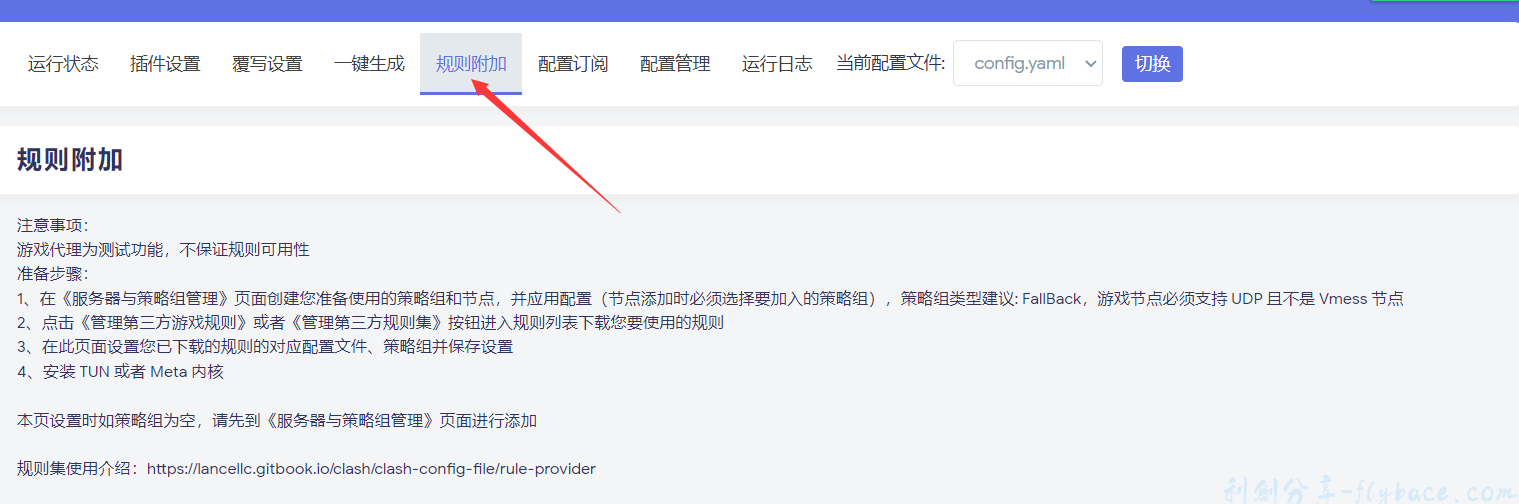 运行状态 插件设置 覆写设置 一键生成 规则附加 配置订阅 配置管理 运行日志 当前配置文件: config.yaml 切换
规则附加
注意事项：
游戏代理为测试功能，不保证规则可用性
准备步骤：
1、在《服务器与策略组管理》页面创建您准备使用的策略组和节点，并应用配置（节点添加时必须选择要加入的策略组），策略组类型建议: FallBack，游戏节点必须支持 UDP 且不是 Vmess 节点
2、点击《管理第三方游戏规则》或者《管理第三方规则集》按钮进入规则列表下载您要使用的规则
3、在此页面设置您已下载的规则的对应配置文件、策略组并保存设置
4、安装 TUN 或者 Meta 内核
本页设置时如策略组为空，请先到《服务器与策略组管理》页面进行添加
规则集使用介绍：https://lancellc.gitbook.io/clash/clash-config-file/rule-provider
利剑分享-flybace.com